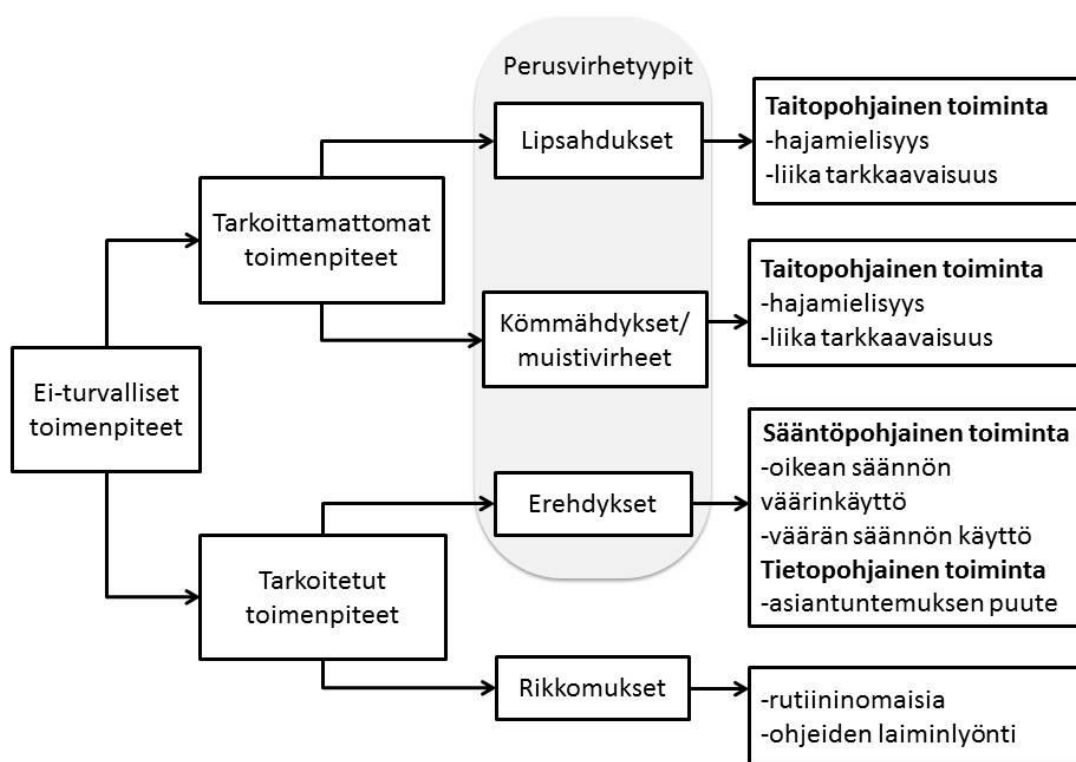 Perusvirhetyypit
Lipsahdukset
Taitopohjainen toiminta
-hajamielisyys
-liika tarkkaavaisuus
Tarkoittamattomat
toimenpiteet
Kömmähdykset/
muistivirheet
Taitopohjainen toiminta
-hajamielisyys
-liika tarkkaavaisuus
Ei-turvalliset
toimenpiteet
Erehdykset
Sääntöpohjainen toiminta
-oikean säännön
väärinkäyttö
-väärän säännön käyttö
Tietopohjainen toiminta
-asiantuntemuksen puute
Tarkoitetut
toimenpiteet
Rikkomukset
-rutiininomaisia
-ohjeiden laiminlyönti